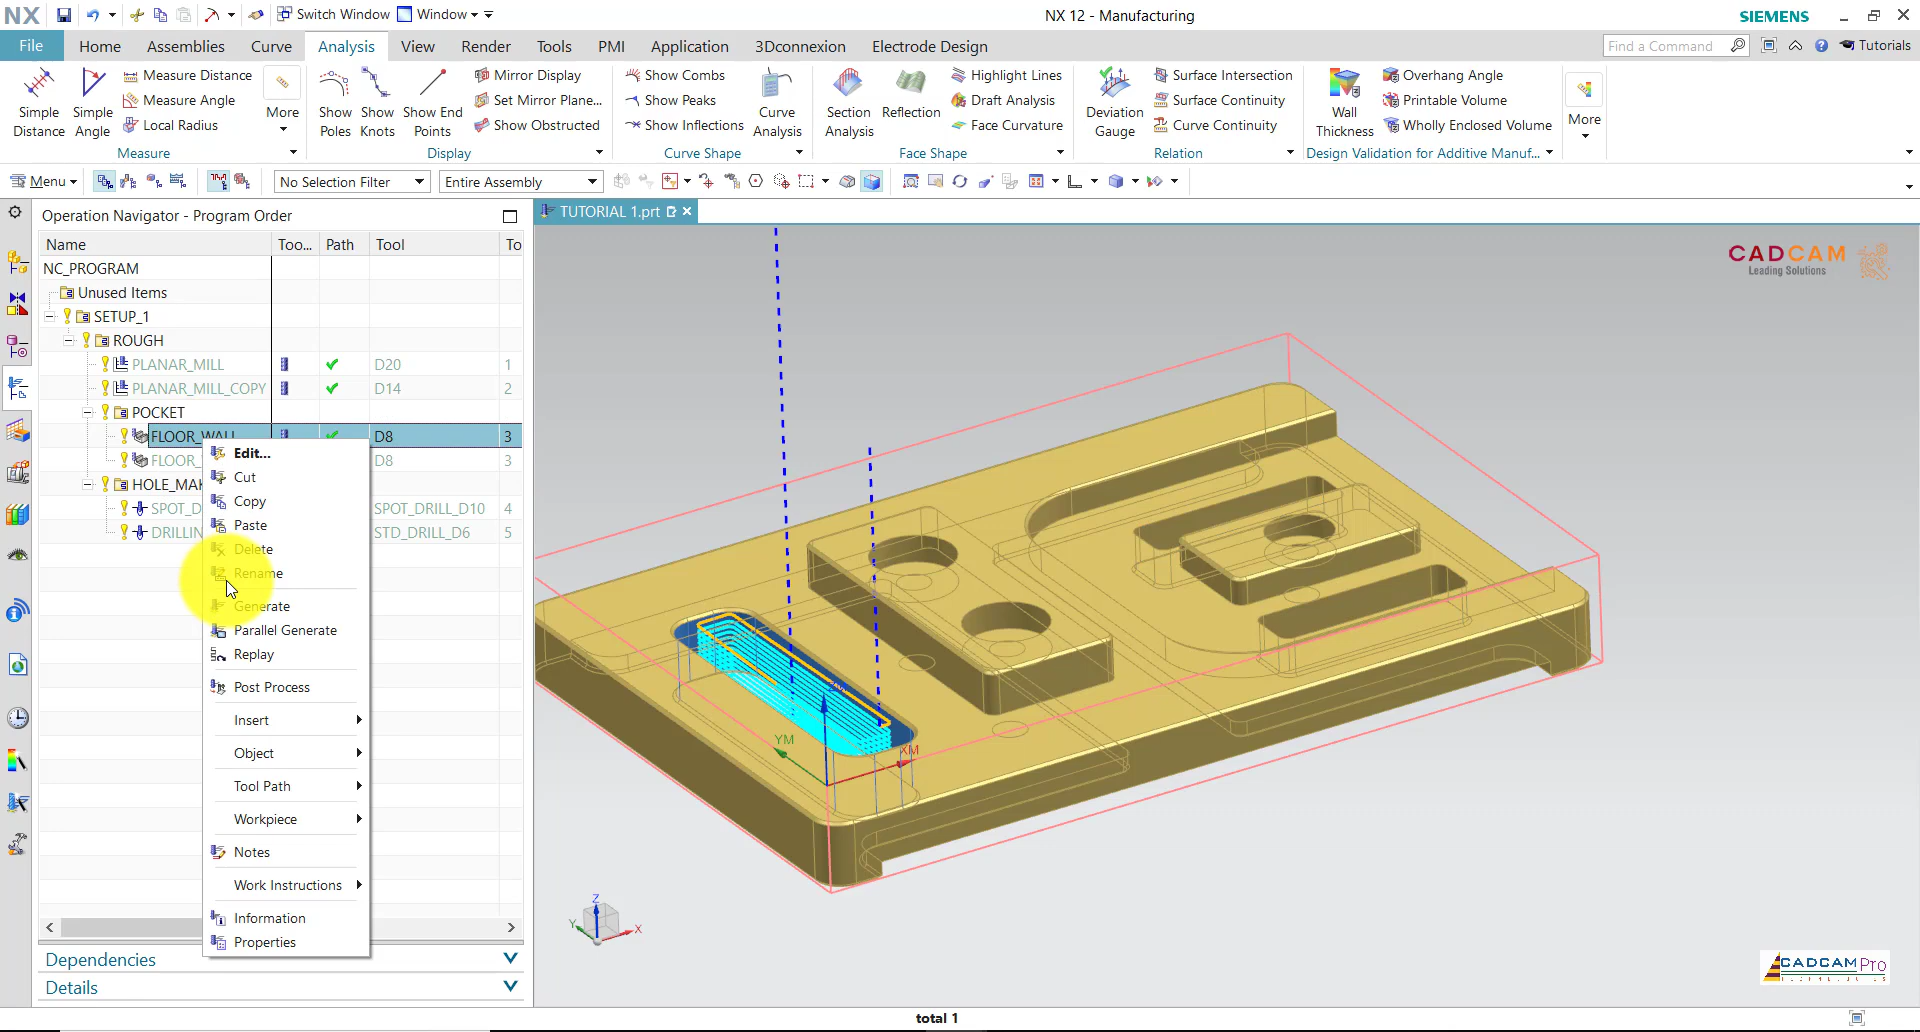 NX Switch Window Window NX 12 - Manufacturing SIEMENS
File Home Assemblies Curve Analysis View Render Tools PMI Application 3Dconnexion Electrode Design Find a Command Tutorials
Simple Distance
Simple Angle
Measure Distance
Measure Angle
Local Radius
More
Measure
Show Poles
Show Knots
Show End Points
Mirror Display
Set Mirror Plane...
Show Obstructed
Display
Show Combs
Show Peaks
Show Inflections
Curve Analysis
Curve Shape
Section Analysis
Reflection
Highlight Lines
Draft Analysis
Face Curvature
Face Shape
Deviation Gauge
Surface Intersection
Surface Continuity
Curve Continuity
Relation
Wall Thickness
Overhang Angle
Printable Volume
Wholly Enclosed Volume
Design Validation for Additive Manuf...
More
Menu No Selection Filter Entire Assembly
Operation Navigator - Program Order
TUTORIAL 1.prt
Name Too... Path Tool To
NC_PROGRAM
Unused Items
SETUP_1
ROUGH
PLANAR_MILL D20 1
PLANAR_MILL_COPY D14 2
POCKET
FLOOR_WALL D8 3
FLOOR_ D8 3
HOLE_MAK
SPOT_D SPOT_DRILL_D10 4
DRILLIN STD_DRILL_D6 5
Edit...
Cut
Copy
Paste
Delete
Rename
Generate
Parallel Generate
Replay
Post Process
Insert
Object
Tool Path
Workpiece
Notes
Work Instructions
Information
Properties
Dependencies
Details
CADCAM
Leading Solutions
YM
XM
Z
Y
X
CADCAM Pro
total 1